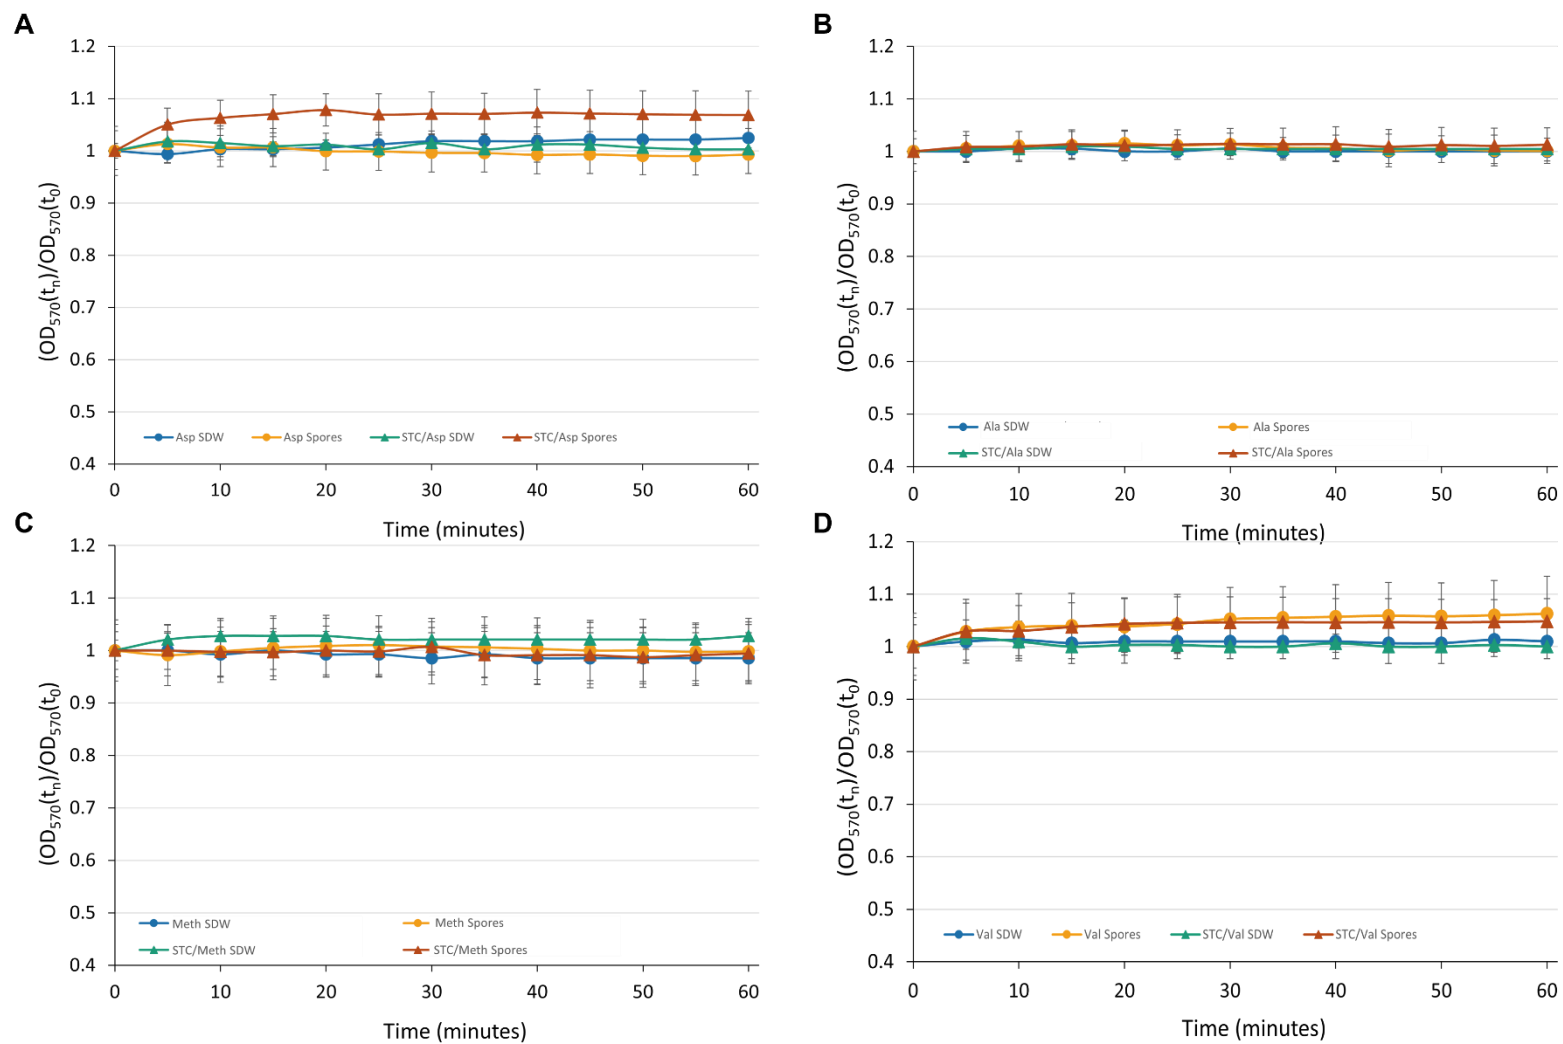 A
1.2
1.1
1
0.9
0.8
0.7
0.6
0.5
0.4
(OD570(tn)/OD570(t0)
Asp SDW Asp Spores STC/Asp SDW STC/Asp Spores
0 10 20 30 40 50 60
Time (minutes)
B
1.2
1.1
1
0.9
0.8
0.7
0.6
0.5
0.4
(OD570(tn)/OD570(t0)
Ala SDW Ala Spores
STC/Ala SDW STC/Ala Spores
0 10 20 30 40 50 60
Time (minutes)
C
1.2
1.1
1
0.9
0.8
0.7
0.6
0.5
0.4
(OD570(tn)/OD570(t0)
Meth SDW Meth Spores
STC/Meth SDW STC/Meth Spores
0 10 20 30 40 50 60
Time (minutes)
D
1.2
1.1
1
0.9
0.8
0.7
0.6
0.5
0.4
(OD570(tn)/OD570(t0)
Val SDW Val Spores STC/Val SDW STC/Val Spores
0 10 20 30 40 50 60
Time (minutes)